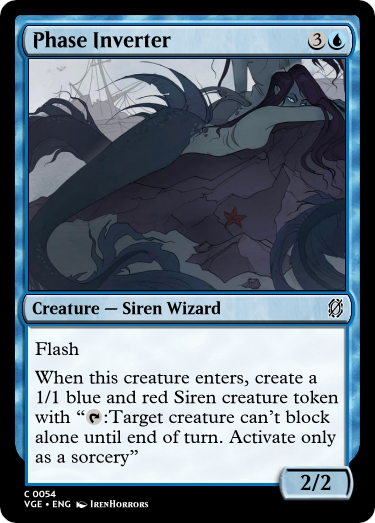 Phase Inverter 3
Creature — Siren Wizard
Flash
When this creature enters, create a
1/1 blue and red Siren creature token
with “:Target creature can’t block
alone until end of turn. Activate only
as a sorcery”
2/2
C 0054
VGE • ENG IrenHorrors